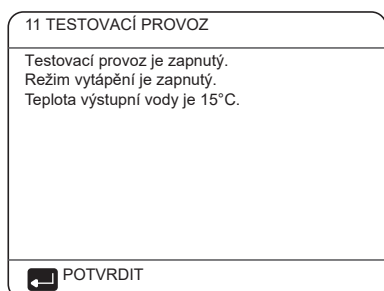 11 TESTOVACÍ PROVOZ
Testovací provoz je zapnutý.
Režim vytápění je zapnutý.
Teplota výstupní vody je 15°C.
POTVRDIT